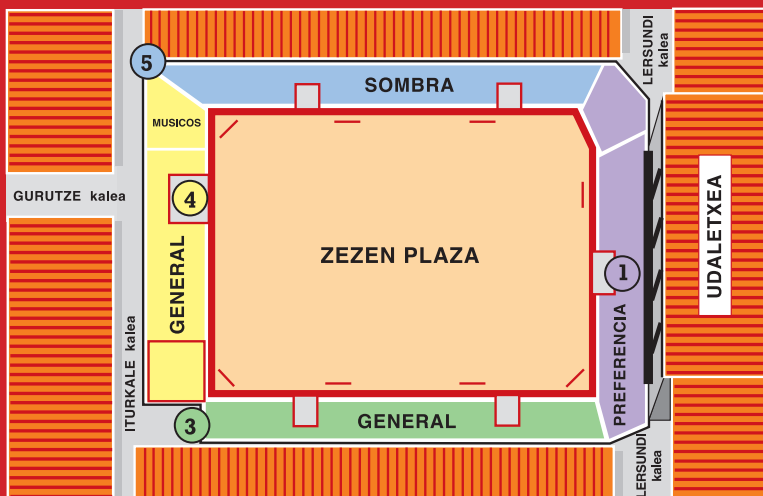 LERSUNDI
kalea
5
SOMBRA
MUSICOS
GURUTZE kalea
4
GENERAL
ZEZEN PLAZA
1
PREFERENCIA
UDALETXEA
ITURKALE kalea
3
GENERAL
LERSUNDI
kalea